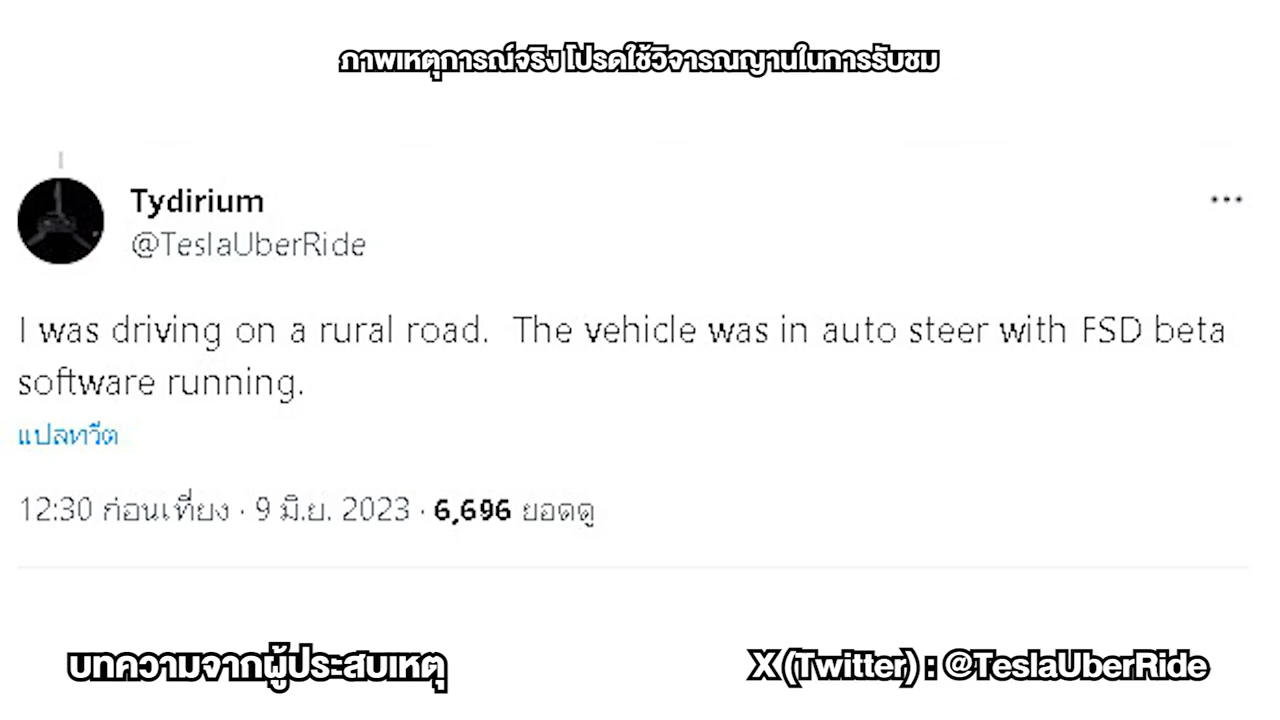 ภาพเหตุการณ์จริง โปรดใช้วิจารณญานในการรับชม
Tydirium
@TeslaUberRide
I was driving on a rural road. The vehicle was in auto steer with FSD beta
software running.
แปลทวีต
12:30 ก่อนเที่ยง · 9 มิ.ย. 2023 · 6,696 ยอดดู
บทความจากผู้ประสบเหตุ
X (Twitter) : @TeslaUberRide